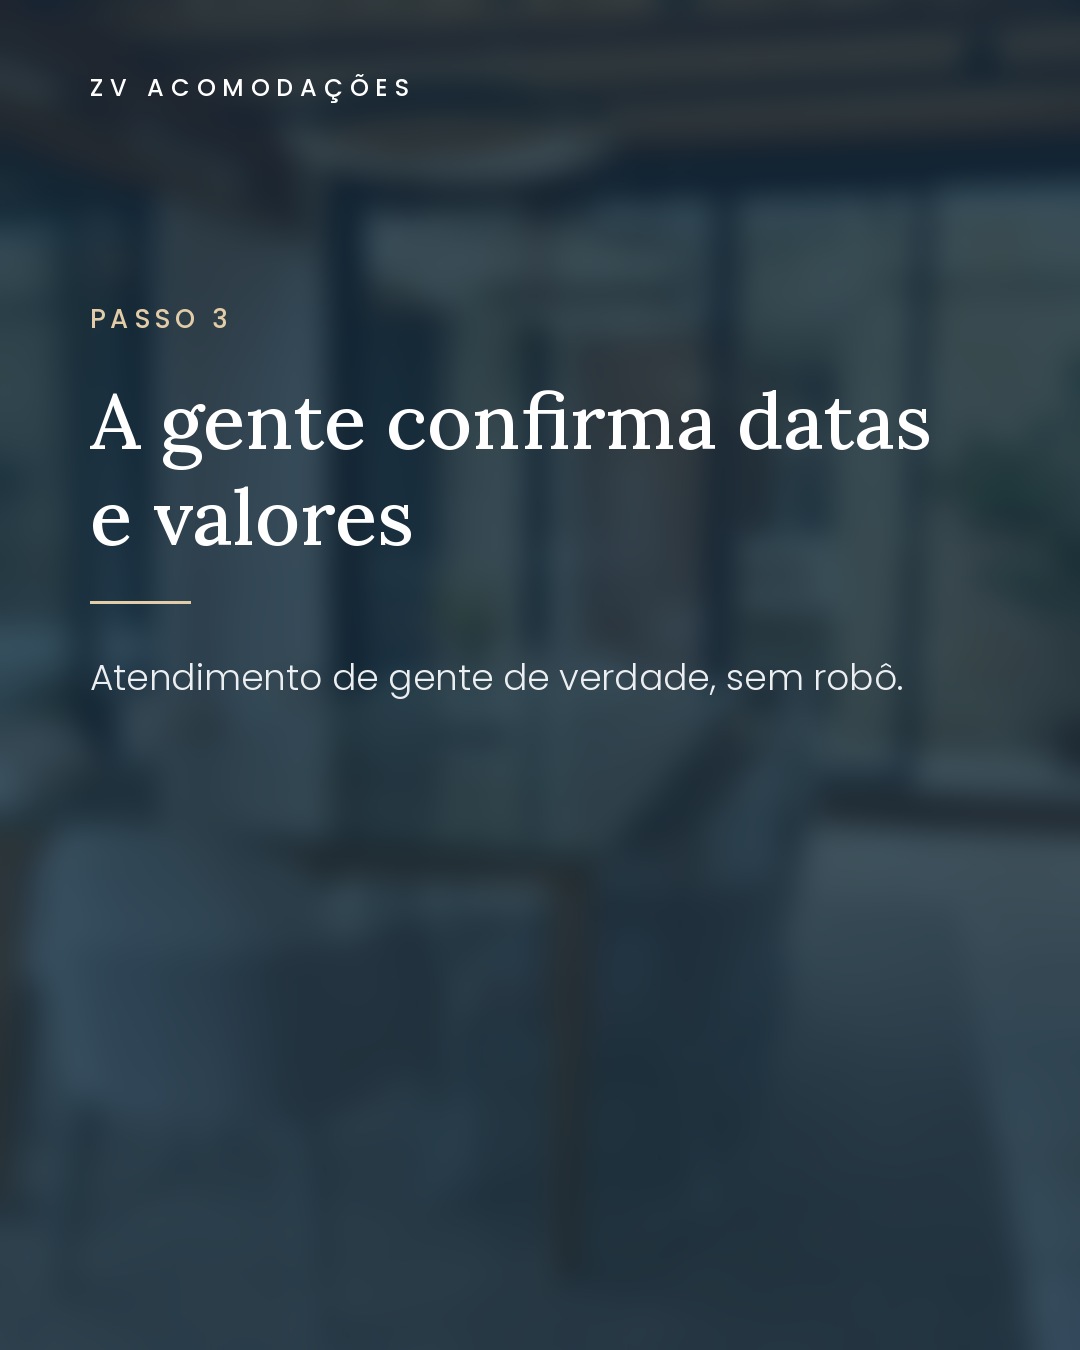 ZV ACOMODAÇÕES
PASSO 3
A gente confirma datas
e valores
Atendimento de gente de verdade, sem robô.